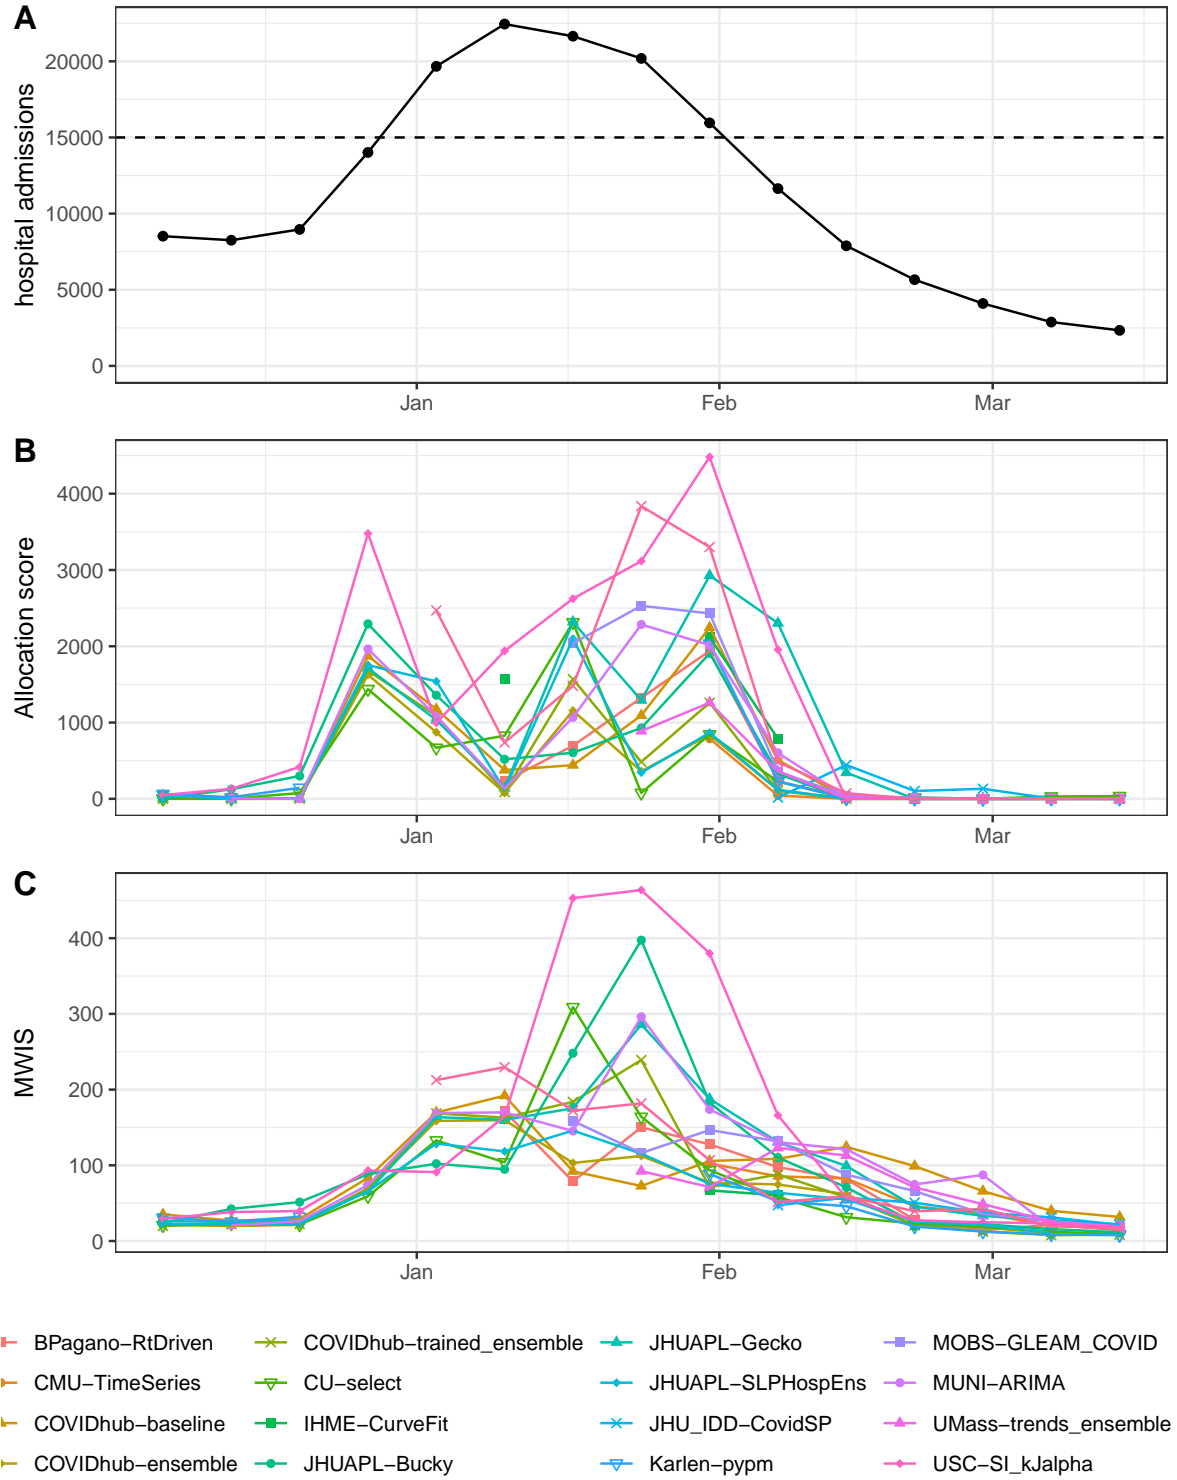 A
hospital admissions
20000
15000
10000
5000
0
Jan Feb Mar
B
Allocation score
4000
3000
2000
1000
0
Jan Feb Mar
C
MWIS
400
300
200
100
0
Jan Feb Mar
BPagano−RtDriven COVIDhub−trained_ensemble JHUAPL−Gecko MOBS−GLEAM_COVID
CMU−TimeSeries CU−select JHUAPL−SLPHospEns MUNI−ARIMA
COVIDhub−baseline IHME−CurveFit JHU_IDD−CovidSP UMass−trends_ensemble
COVIDhub−ensemble JHUAPL−Bucky Karlen−pypm USC−SI_kJalpha